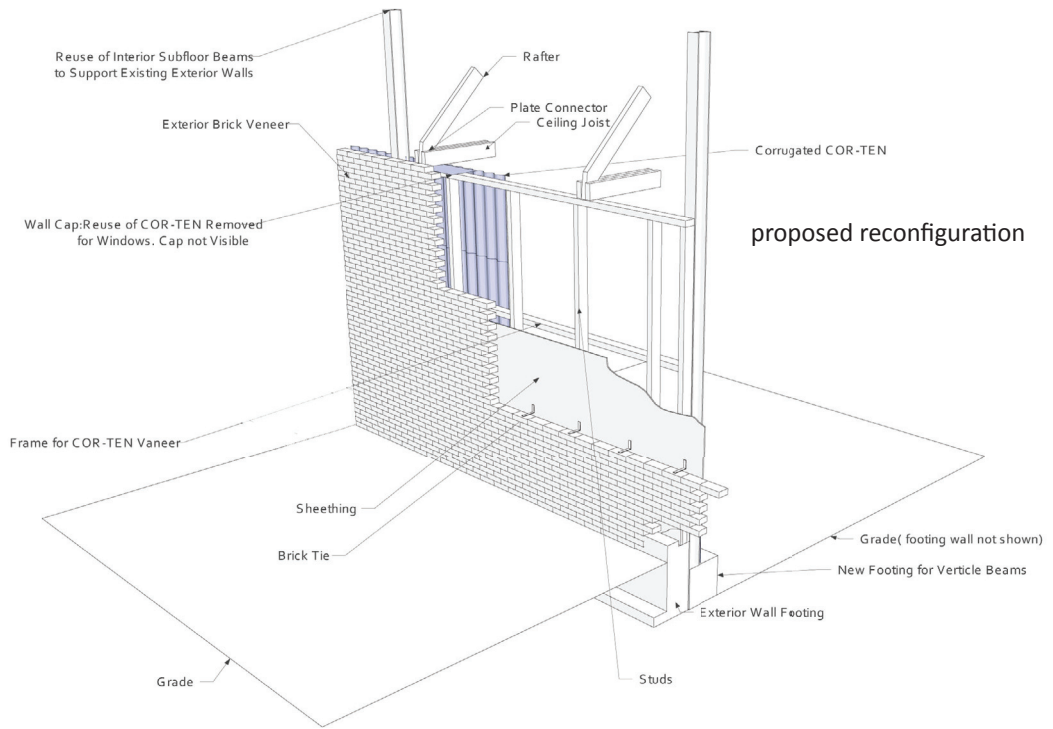 Reuse of Interior Subfloor Beams
to Support Existing Exterior Walls
Rafter
Plate Connector
Ceiling Joist
Exterior Brick Veneer
Corrugated COR-TEN
Wall Cap:Reuse of COR-TEN Removed
for Windows. Cap not Visible
proposed reconfiguration
Frame for COR-TEN Vaneer
Sheething
Brick Tie
Grade( footing wall not shown)
New Footing for Verticle Beams
Exterior Wall Footing
Studs
Grade